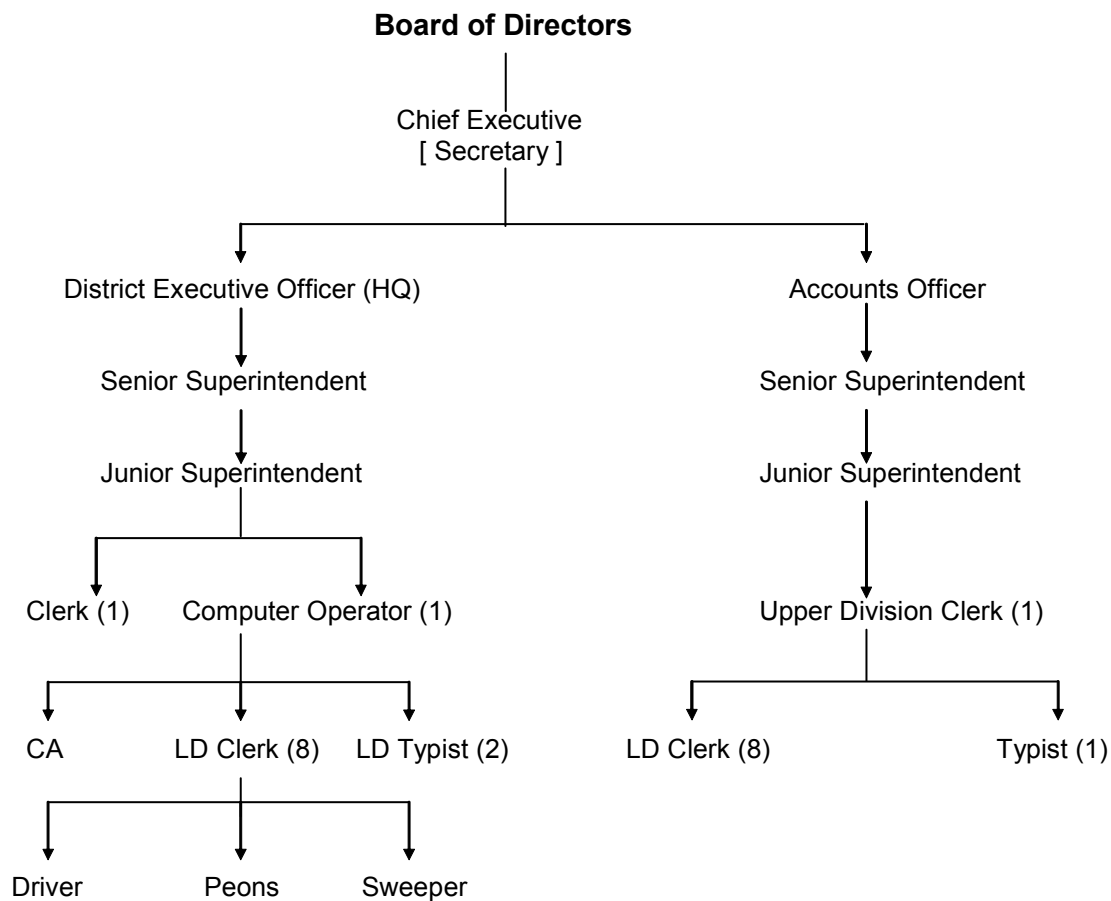 Board of Directors
Chief Executive
[ Secretary ]
District Executive Officer (HQ)
Accounts Officer
Senior Superintendent
Senior Superintendent
Junior Superintendent
Junior Superintendent
Clerk (1)
Computer Operator (1)
Upper Division Clerk (1)
CA
LD Clerk (8)
LD Typist (2)
LD Clerk (8)
Typist (1)
Driver
Peons
Sweeper